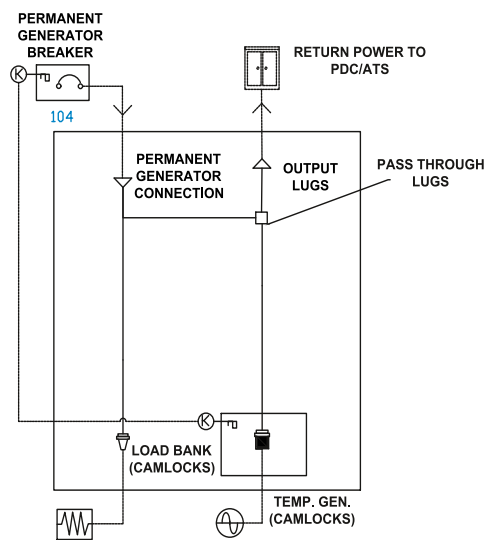 PERMANENT
GENERATOR
BREAKER
K
104
RETURN POWER TO
PDC/ATS
PERMANENT
GENERATOR
CONNECTION
OUTPUT
LUGS
PASS THROUGH
LUGS
K
LOAD BANK
(CAMLOCKS)
TEMP. GEN.
(CAMLOCKS)